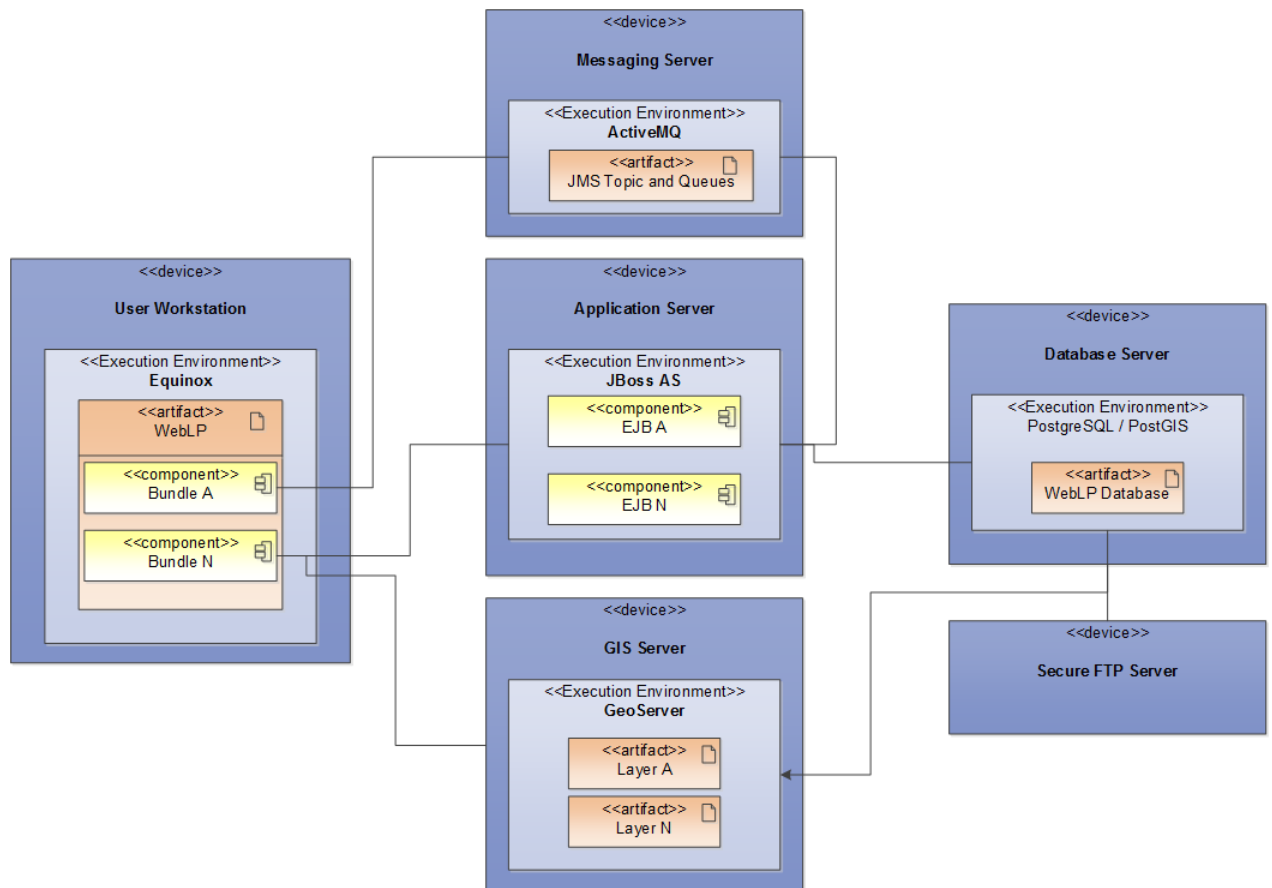 <<device>>
Messaging Server
<<Execution Environment>>
ActiveMQ
<<artifact>>
JMS Topic and Queues
<<device>>
User Workstation
<<Execution Environment>>
Equinox
<<artifact>>
WebLP
<<component>>
Bundle A
<<component>>
Bundle N
<<device>>
Application Server
<<Execution Environment>>
JBoss AS
<<component>>
EJB A
<<component>>
EJB N
<<device>>
Database Server
<<Execution Environment>>
PostgreSQL / PostGIS
<<artifact>>
WebLP Database
<<device>>
GIS Server
<<Execution Environment>>
GeoServer
<<artifact>>
Layer A
<<artifact>>
Layer N
<<device>>
Secure FTP Server